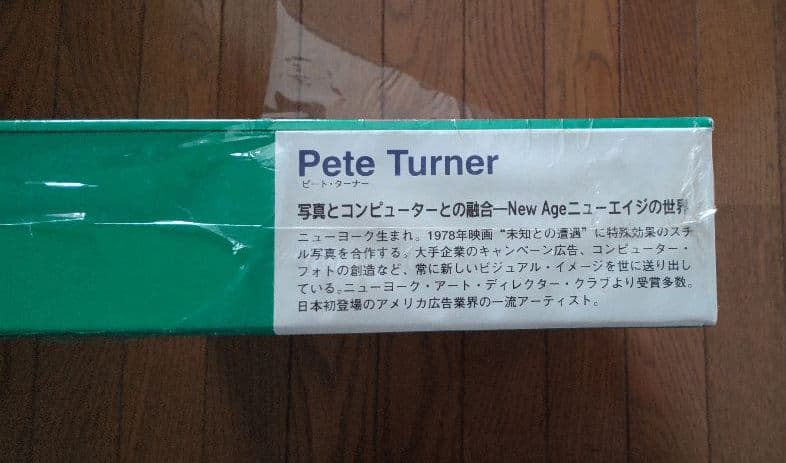 Pete Turner
ピート・ターナー
写真とコンピューターとの融合—New Ageニューエイジの世界
ニューヨーク生まれ。1978年映画“未知との遭遇”に特殊効果のスチ
ル写真を合作する。大手企業のキャンペーン広告、コンピューター・
フォトの創造など、常に新しいビジュアル・イメージを世に送り出し
ている。ニューヨーク・アート・ディレクター・クラブより受賞多数。
日本初登場のアメリカ広告業界の一流アーティスト。